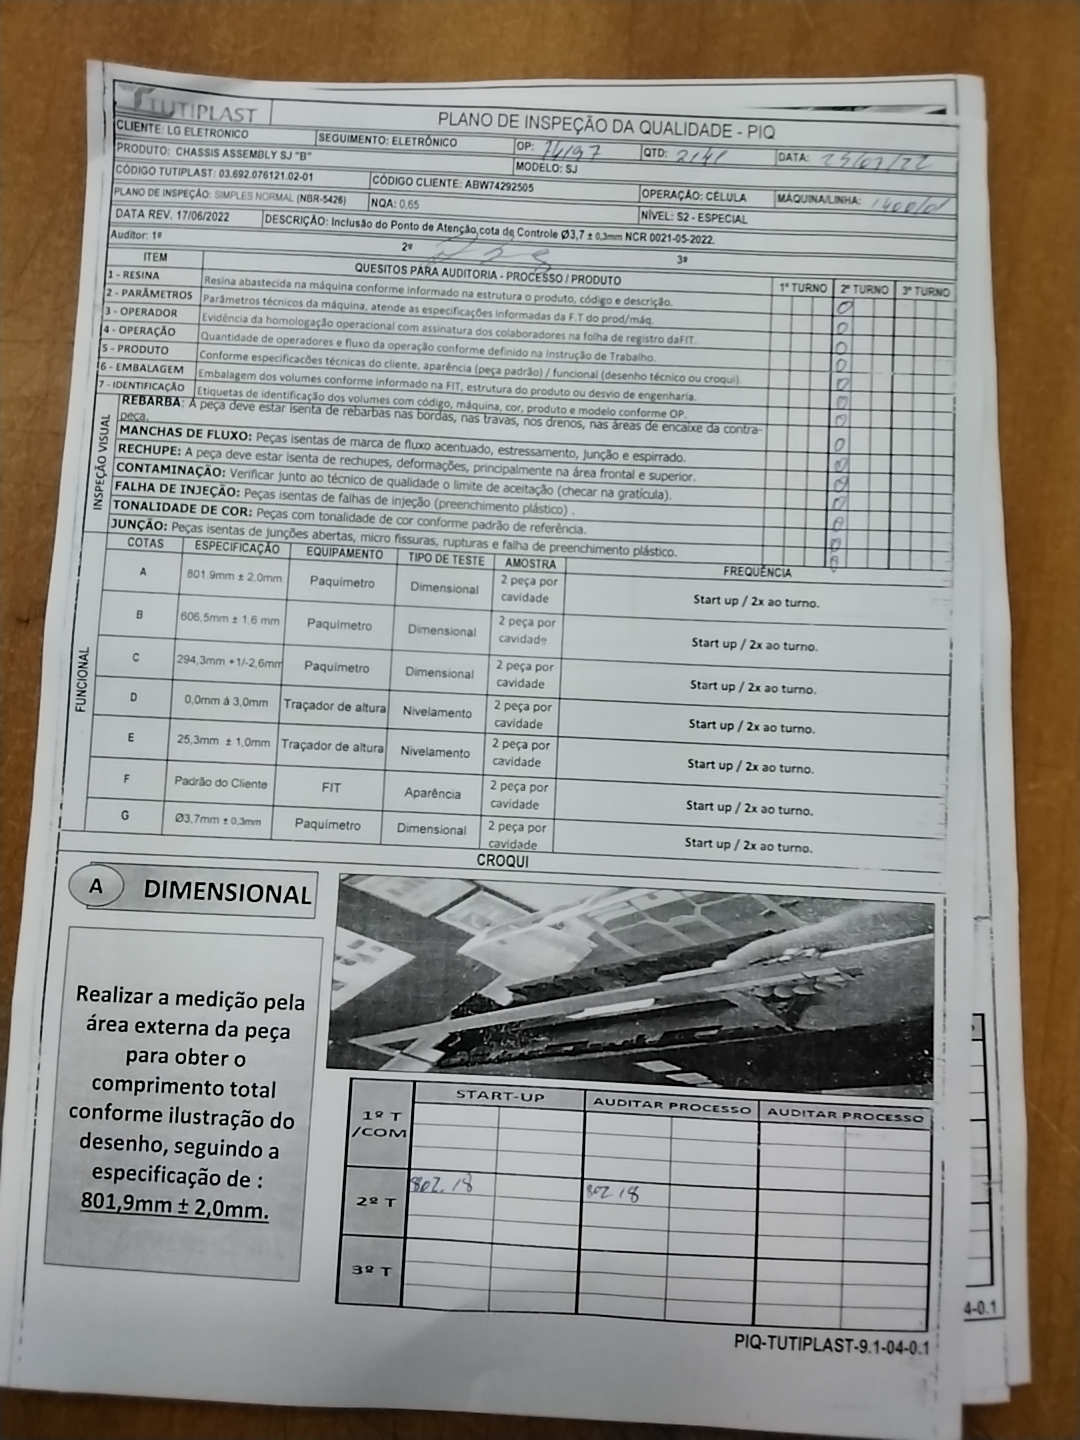 TUTIPLAST
PLANO DE INSPEÇÃO DA QUALIDADE - PIQ
CLIENTE: LG ELETRONICO
SEGUIMENTO: ELETRÔNICO
OP: 74197
QTD:
DATA:
PRODUTO: CHASSIS ASSEMBLY SJ "B"
MODELO: SJ
CÓDIGO TUTIPLAST: 03.692.076121.02-01
CÓDIGO CLIENTE: ABW74292505
OPERAÇÃO: CÉLULA
MÁQUINA/LINHA:
PLANO DE INSPEÇÃO: SIMPLES NORMAL (NBR-5426)
NQA: 0,65
NÍVEL: S2 - ESPECIAL
DATA REV. 17/06/2022
DESCRIÇÃO: Inclusão do Ponto de Atenção cota de Controle Ø3,7 ± 0,3mm NCR 0021-05-2022.
Auditor: 1º
2º
3º
ITEM
QUESITOS PARA AUDITORIA - PROCESSO / PRODUTO
1º TURNO
2º TURNO
3º TURNO
1 - RESINA
Resina abastecida na máquina conforme informado na estrutura o produto, código e descrição.
2 - PARÂMETROS
Parâmetros técnicos da máquina, atende as especificações informadas da F.T do prod/máq.
3 - OPERADOR
Evidência da homologação operacional com assinatura dos colaboradores na folha de registro daFIT.
4 - OPERAÇÃO
Quantidade de operadores e fluxo da operação conforme definido na Instrução de Trabalho.
5 - PRODUTO
Conforme especificacões técnicas do cliente, aparência (peça padrão) / functional (desenho técnico ou croqui).
6 - EMBALAGEM
Embalagem dos volumes conforme informado na FIT, estrutura do produto ou desvio de engenharia.
7 - IDENTIFICAÇÃO
Etiquetas de identificação dos volumes com código, máquina, cor, produto e modelo conforme OP.
INSPEÇÃO VISUAL
REBARBA: A peça deve estar isenta de rebarbas nas bordas, nas travas, nos drenos, nas áreas de encaixe da contra-
peça.
MANCHAS DE FLUXO: Peças isentas de marca de fluxo acentuado, estressamento, junção e espirrado.
RECHUPE: A peça deve estar isenta de rechupes, deformações, principalmente na área frontal e superior.
CONTAMINAÇÃO: Verificar junto ao técnico de qualidade o limite de aceitação (checar na gratícula).
FALHA DE INJEÇÃO: Peças isentas de falhas de injeção (preenchimento plástico) .
TONALIDADE DE COR: Peças com tonalidade de cor conforme padrão de referência.
JUNÇÃO: Peças isentas de junções abertas, micro fissuras, rupturas e falha de preenchimento plástico.
FUNCIONAL
COTAS ESPECIFICAÇÃO EQUIPAMENTO TIPO DE TESTE AMOSTRA FREQUÊNCIA
A 801.9mm ± 2,0mm Paquímetro Dimensional 2 peça por cavidade Start up / 2x ao turno.
B 606,5mm ± 1,6 mm Paquímetro Dimensional 2 peça por cavidade Start up / 2x ao turno.
C 294,3mm +1/-2,6mm Paquímetro Dimensional 2 peça por cavidade Start up / 2x ao turno.
D 0,0mm á 3,0mm Traçador de altura Nivelamento 2 peça por cavidade Start up / 2x ao turno.
E 25,3mm ± 1,0mm Traçador de altura Nivelamento 2 peça por cavidade Start up / 2x ao turno.
F Padrão do Cliente FIT Aparência 2 peça por cavidade Start up / 2x ao turno.
G Ø3,7mm ± 0,3mm Paquímetro Dimensional 2 peça por cavidade Start up / 2x ao turno.
CROQUI
A DIMENSIONAL
Realizar a medição pela
área externa da peça
para obter o
comprimento total
conforme ilustração do
desenho, seguindo a
especificação de :
801,9mm ± 2,0mm.
START-UP AUDITAR PROCESSO AUDITAR PROCESSO
1º T
/COM
2º T 802.18 802.18
3º T
PIQ-TUTIPLAST-9.1-04-0.1
4-0.1